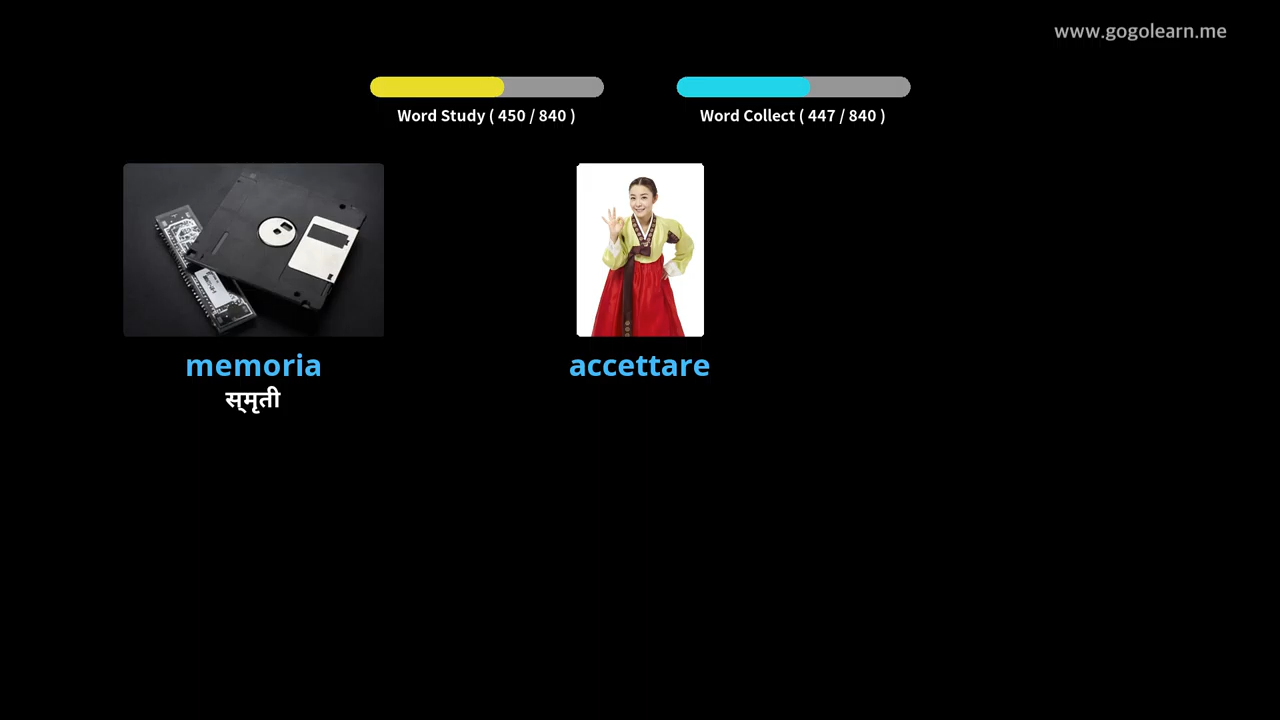 www.gogolearn.me
Word Study ( 450 / 840 )
Word Collect ( 447 / 840 )
memoria
स्मृती
accettare